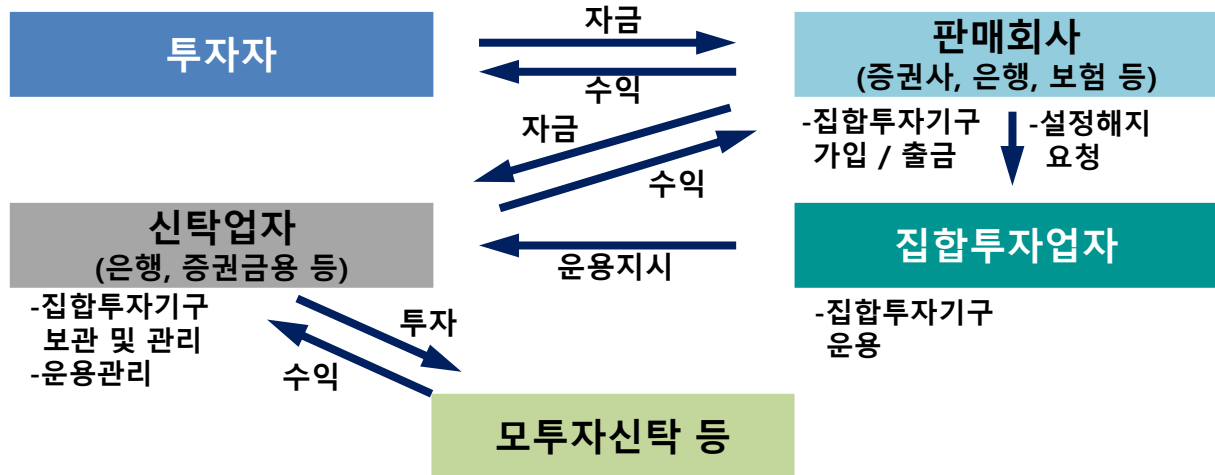 투자자
자금
수익
판매회사
(증권사, 은행, 보험 등)
-집합투자기구
가입 / 출금
-설정해지
요청
자금
수익
신탁업자
(은행, 증권금용 등)
-집합투자기구
보관 및 관리
-운용관리
운용지시
집합투자업자
-집합투자기구
운용
투자
수익
모투자신탁 등